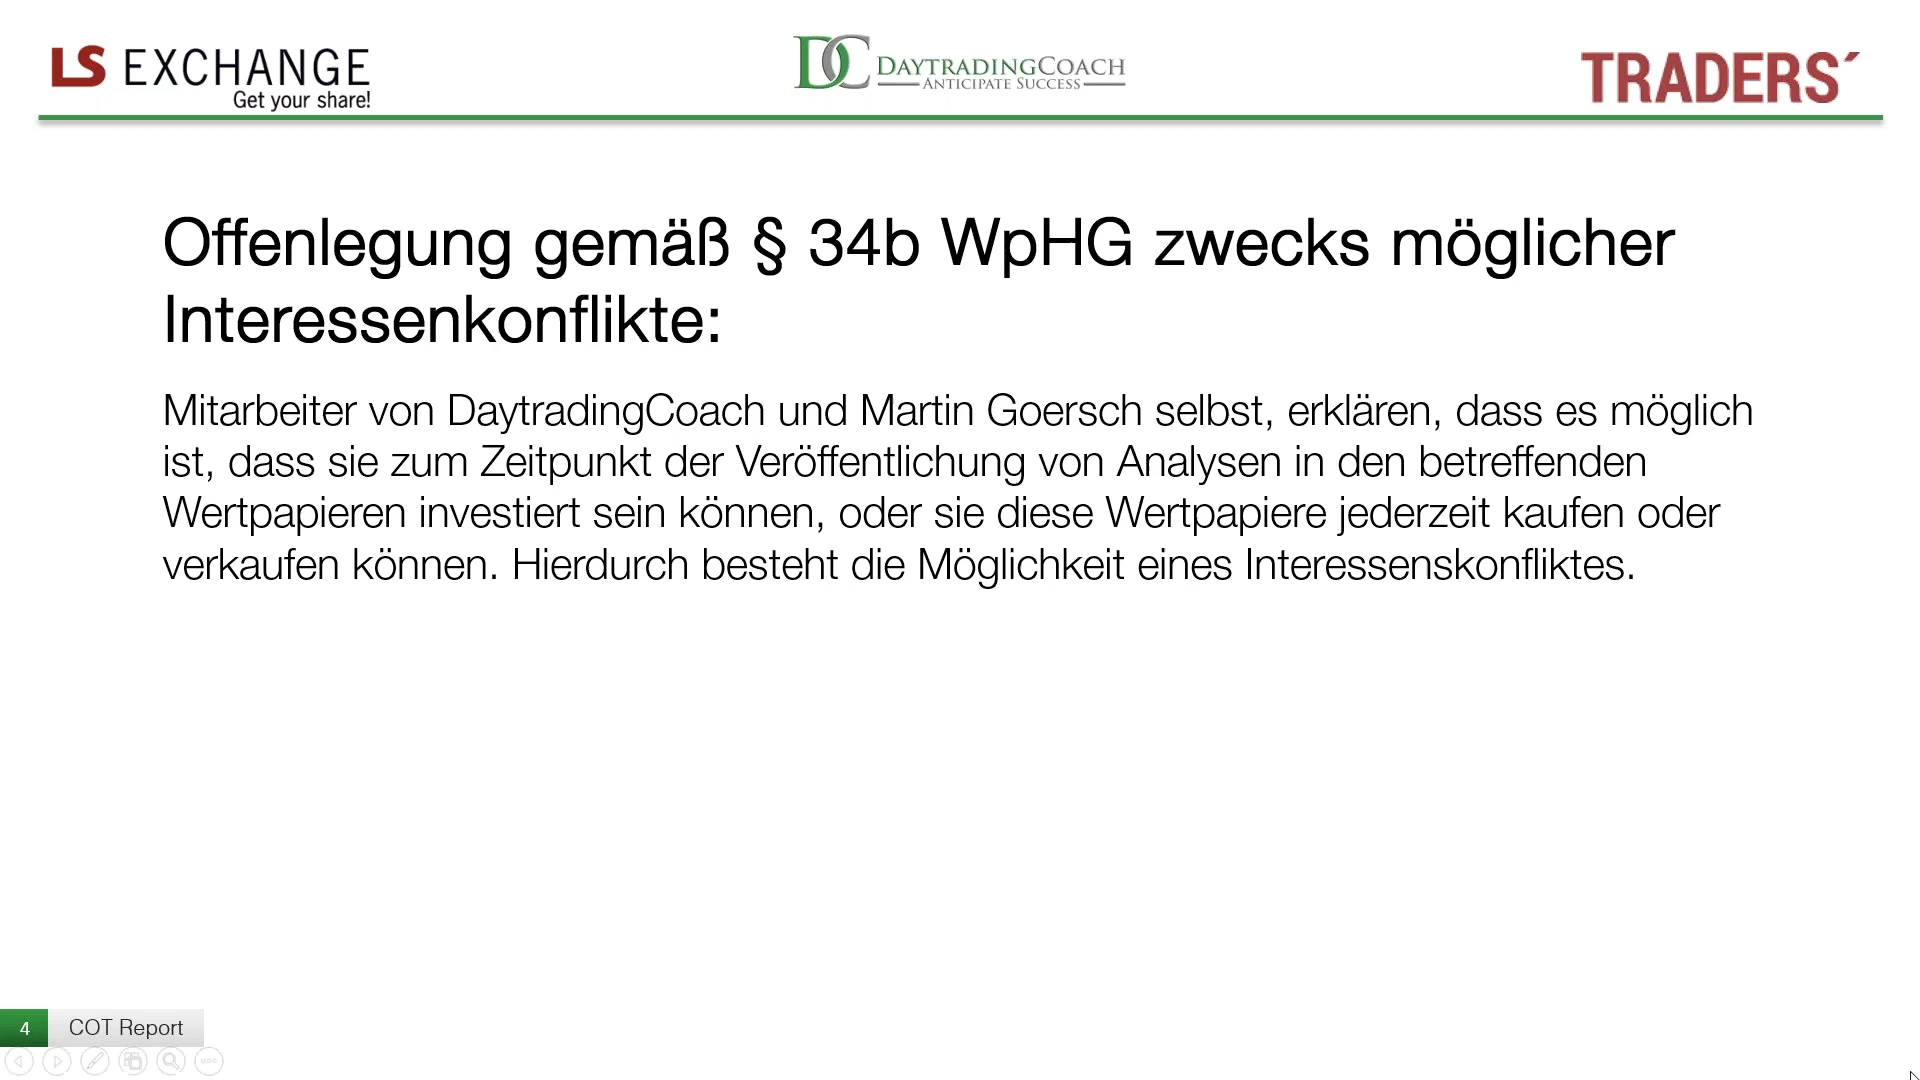 LS EXCHANGE
Get your share!
DC DAYTRADINGCOACH
ANTICIPATE SUCCESS
TRADERS´
Offenlegung gemäß § 34b WpHG zwecks möglicher
Interessenkonflikte:
Mitarbeiter von DaytradingCoach und Martin Goersch selbst, erklären, dass es möglich
ist, dass sie zum Zeitpunkt der Veröffentlichung von Analysen in den betreffenden
Wertpapieren investiert sein können, oder sie diese Wertpapiere jederzeit kaufen oder
verkaufen können. Hierdurch besteht die Möglichkeit eines Interessenskonfliktes.
4 COT Report